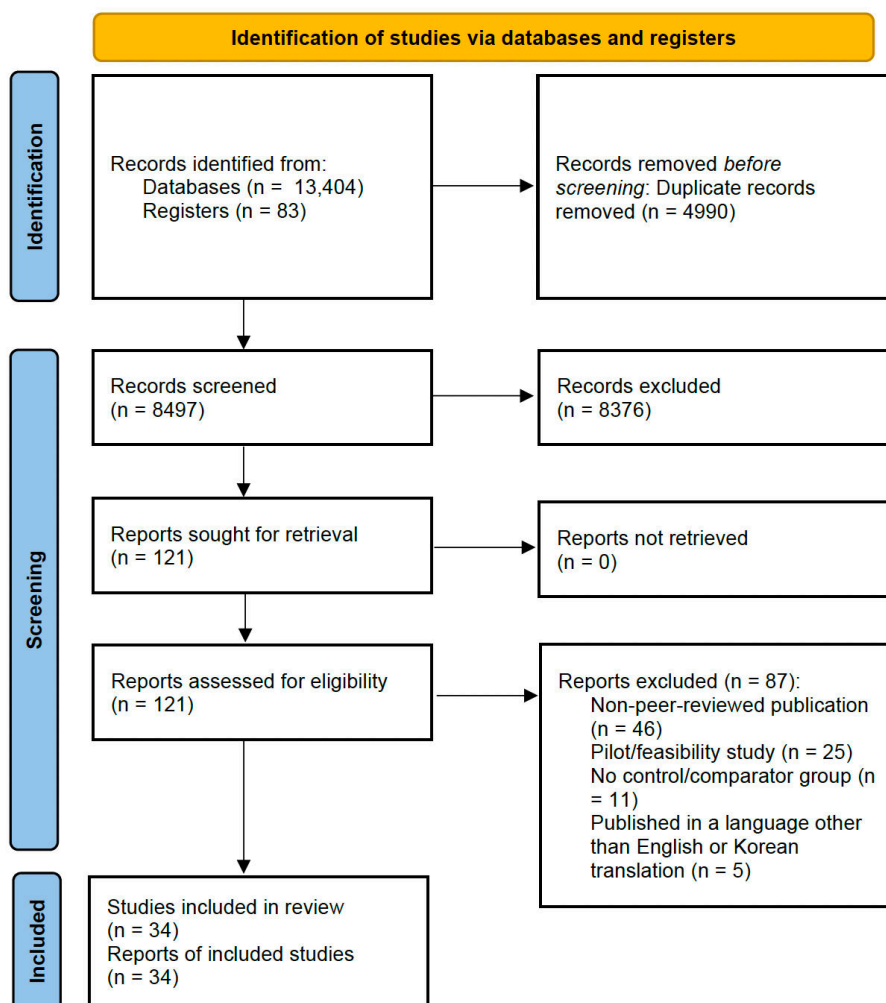 Identification of studies via databases and registers
Identification
Records identified from:
Databases (n = 13,404)
Registers (n = 83)
Records removed before
screening: Duplicate records
removed (n = 4990)
Screening
Records screened
(n = 8497)
Records excluded
(n = 8376)
Reports sought for retrieval
(n = 121)
Reports not retrieved
(n = 0)
Reports assessed for eligibility
(n = 121)
Reports excluded (n = 87):
Non-peer-reviewed publication
(n = 46)
Pilot/feasibility study (n = 25)
No control/comparator group (n
= 11)
Published in a language other
than English or Korean
translation (n = 5)
Included
Studies included in review
(n = 34)
Reports of included studies
(n = 34)